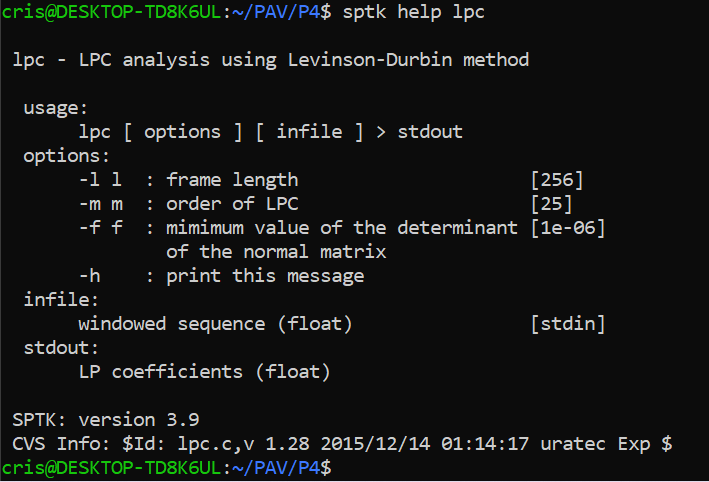 cris@DESKTOP-TD8K6UL:~/PAV/P4$ sptk help lpc
lpc - LPC analysis using Levinson-Durbin method
usage:
lpc [ options ] [ infile ] > stdout
options:
-l l : frame length [256]
-m m : order of LPC [25]
-f f : mimimum value of the determinant [1e-06]
of the normal matrix
-h : print this message
infile:
windowed sequence (float) [stdin]
stdout:
LP coefficients (float)
SPTK: version 3.9
CVS Info: $Id: lpc.c,v 1.28 2015/12/14 01:14:17 uratec Exp $
cris@DESKTOP-TD8K6UL:~/PAV/P4$